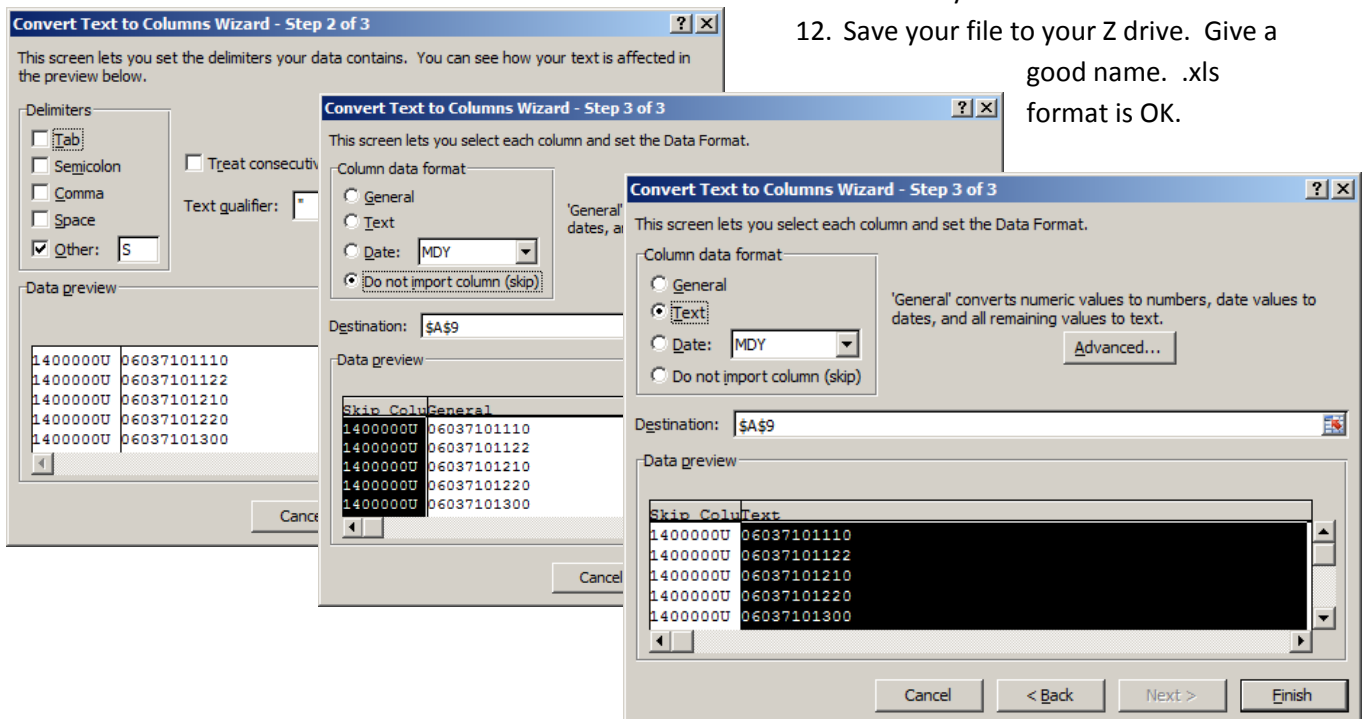 12. Save your file to your Z drive. Give a
good name. .xls
format is OK.
Convert Text to Columns Wizard - Step 2 of 3
This screen lets you set the delimiters your data contains. You can see how your text is affected in
the preview below.
Delimiters
Tab
Semicolon
Comma
Space
Other: S
Treat
Text qualifier: "
Data preview
1400000U 06037101110
1400000U 06037101122
1400000U 06037101210
1400000U 06037101220
1400000U 06037101300
Convert Text to Columns Wizard - Step 3 of 3
This screen lets you select each column and set the Data Format.
Column data format
General
Text
Date: MDY
Do not import column (skip)
'General'
dates,
Destination: $A$9
Data preview
Skip Colu General
1400000U 06037101110
1400000U 06037101122
1400000U 06037101210
1400000U 06037101220
1400000U 06037101300
Cancel
Convert Text to Columns Wizard - Step 3 of 3
This screen lets you select each column and set the Data Format.
Column data format
General
Text
Date: MDY
Do not import column (skip)
'General' converts numeric values to numbers, date values to
dates, and all remaining values to text.
Advanced...
Destination: $A$9
Data preview
Skip Colu Text
1400000U 06037101110
1400000U 06037101122
1400000U 06037101210
1400000U 06037101220
1400000U 06037101300
Cancel < Back Next > Finish